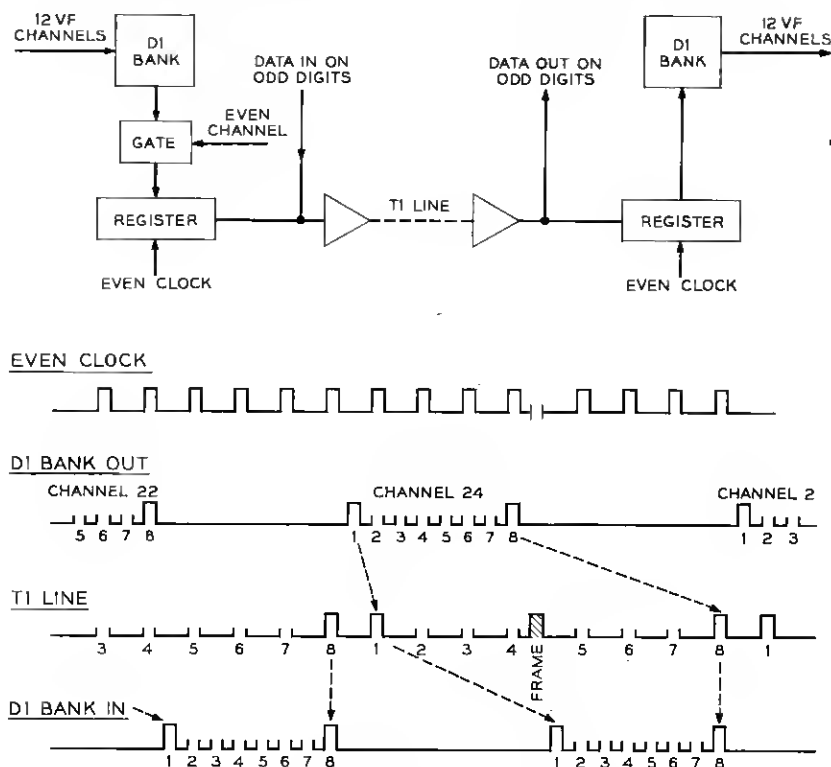 12 VF
CHANNELS
D1
BANK
EVEN
CHANNEL
GATE
REGISTER
EVEN CLOCK
DATA IN ON
ODD DIGITS
T1 LINE
DATA OUT ON
ODD DIGITS
D1
BANK
12 VF
CHANNELS
REGISTER
EVEN CLOCK
EVEN CLOCK
D1 BANK OUT
CHANNEL 22 CHANNEL 24 CHANNEL 2
5 6 7 8 1 2 3 4 5 6 7 8 1 2 3
T1 LINE
3 4 5 6 7 8 1 2 3 4 FRAME 5 6 7 8 1
D1 BANK IN
1 2 3 4 5 6 7 8 1 2 3 4 5 6 7 8